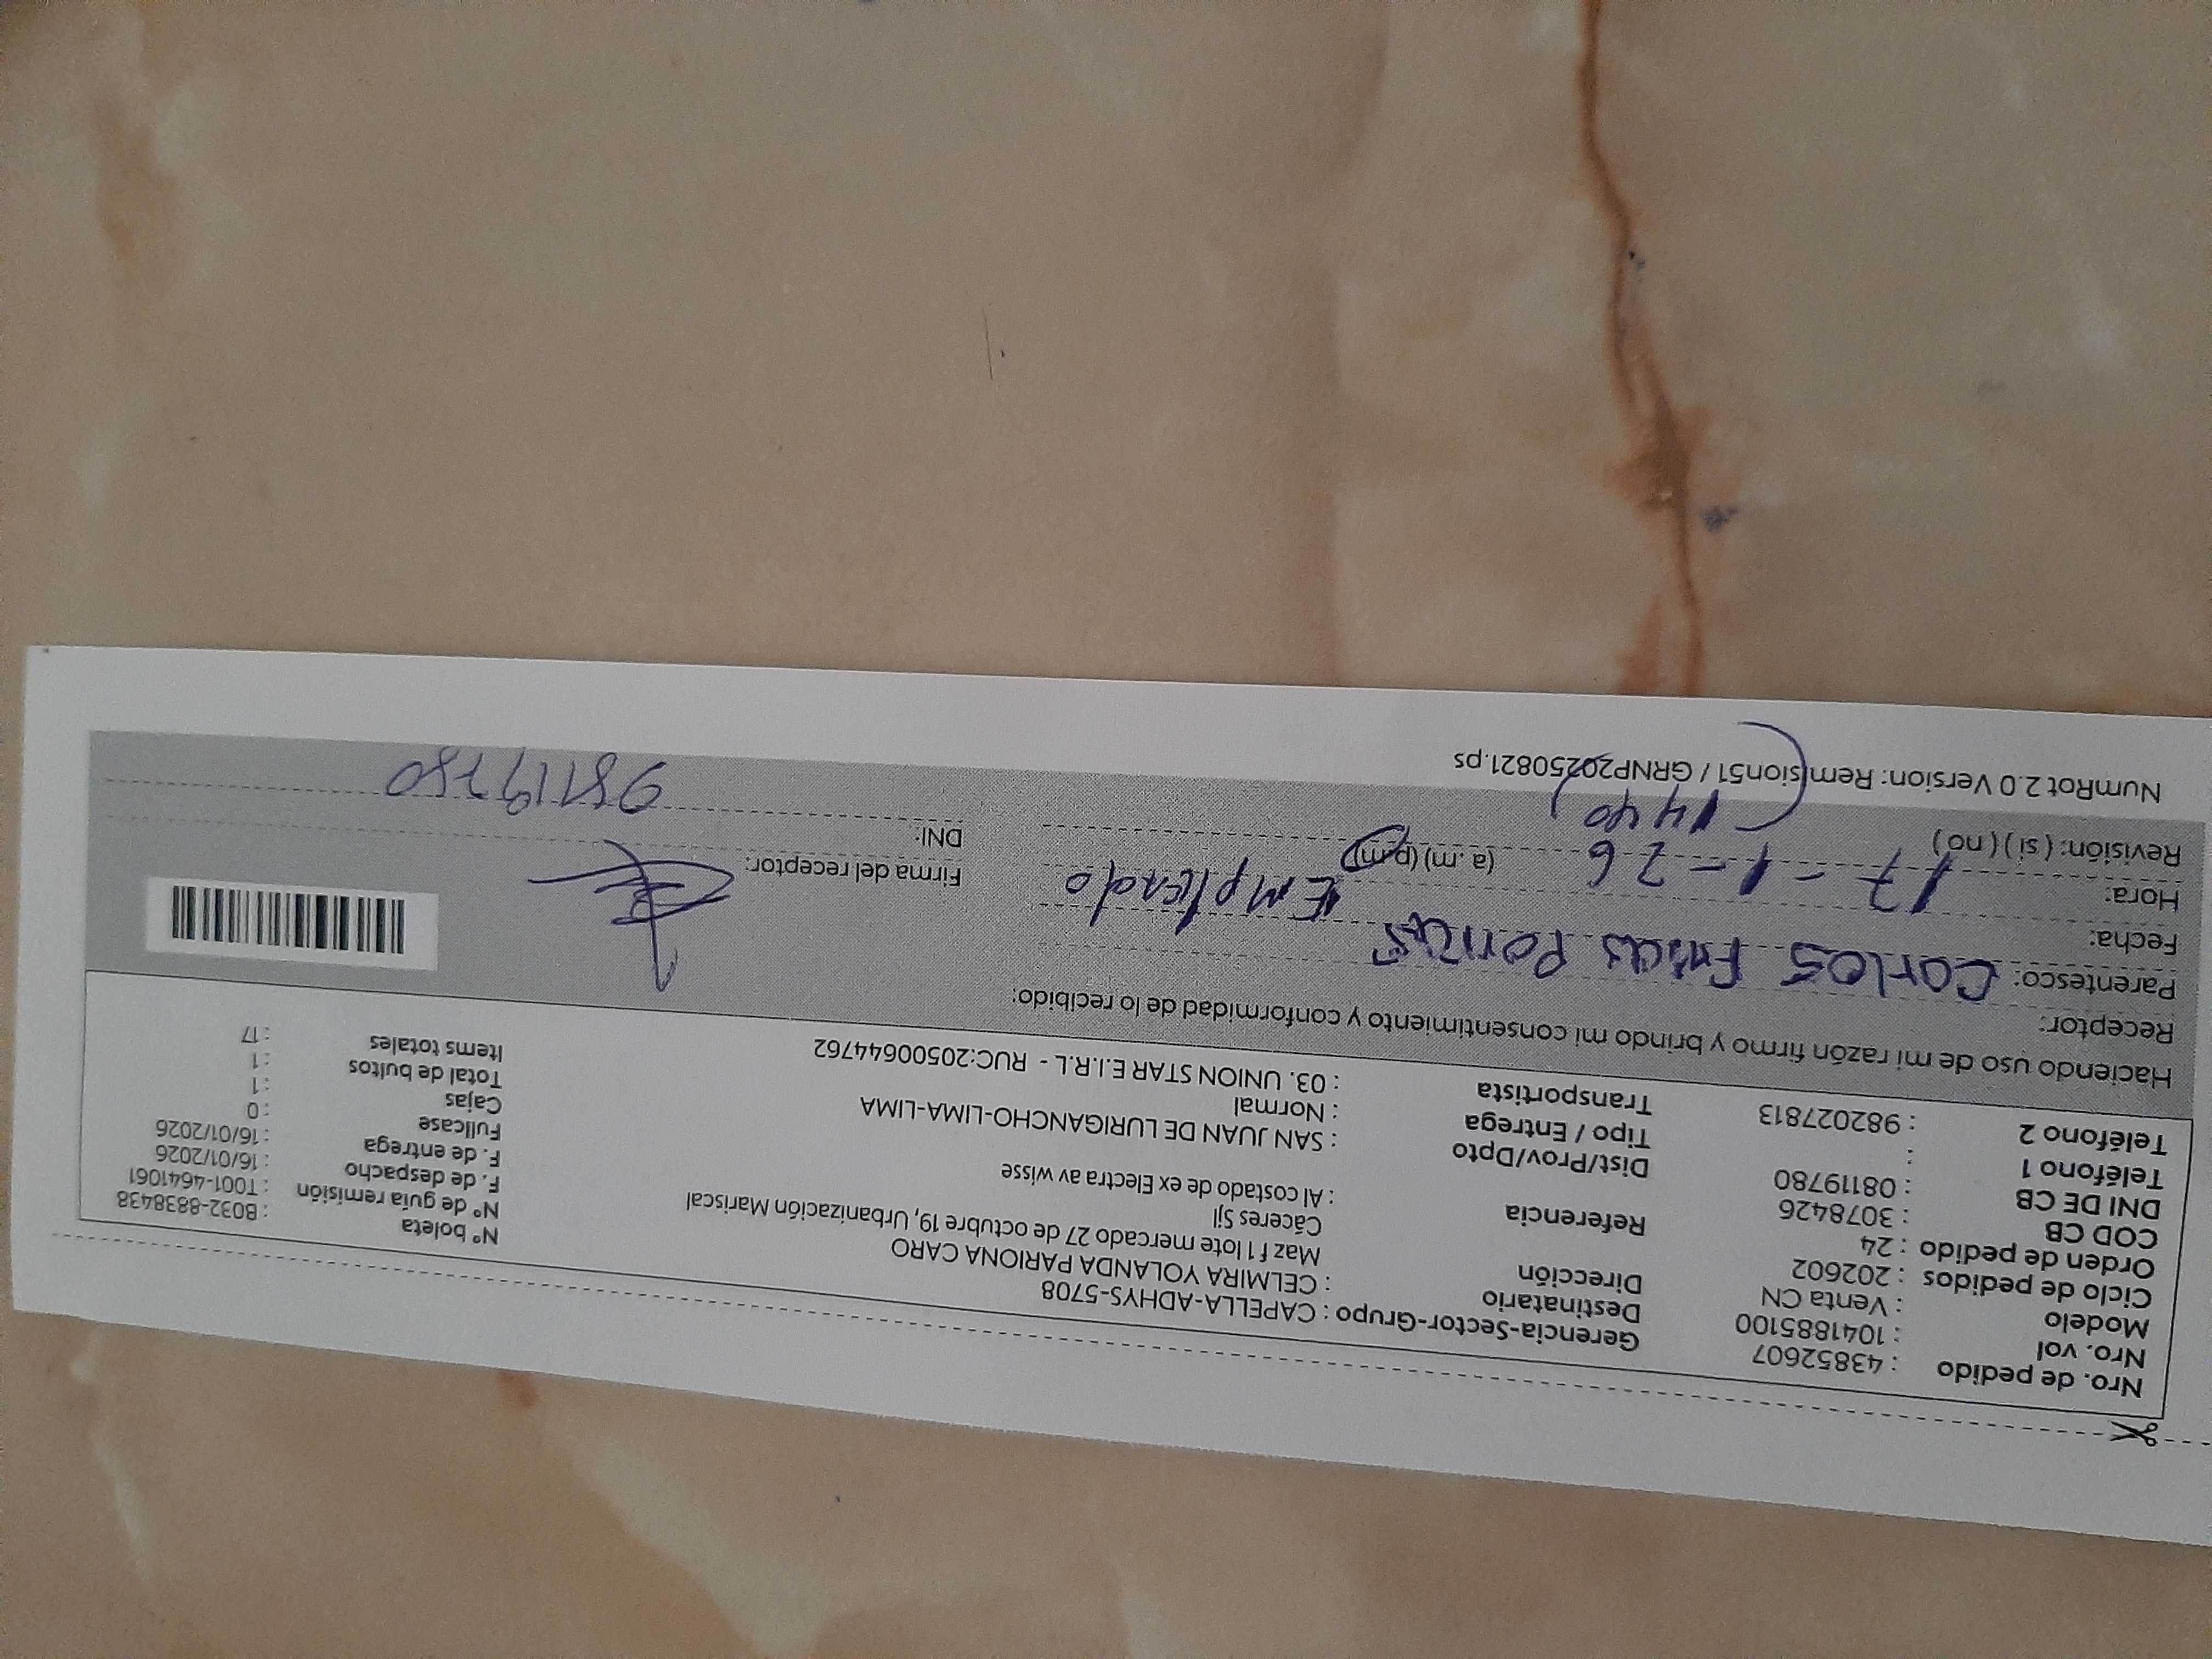 Nro. de pedido : 43852607
Nro. vol : 1041885100
Modelo : Venta CN
Ciclo de pedidos : 202602
Orden de pedido : 24
COD CB : 3078426
DNI DE CB : 08119780
Teléfono 1 :
Teléfono 2 : 982027813
Gerencia-Sector-Grupo : CAPELLA-ADHYS-5708
Destinatario : CELMIRA YOLANDA PARIONA CARO
Dirección Maz f 1 lote mercado 27 de octubre 19, Urbanización Mariscal
Cáceres Sjl
Referencia : Al costado de ex Electra av wisse
Dist/Prov/Dpto : SAN JUAN DE LURIGANCHO-LIMA-LIMA
Tipo / Entrega : Normal
Transportista : 03. UNION STAR E.I.R.L - RUC:20500644762
N° boleta : B032-8838438
N° de guía remisión : T001-4641061
F. de despacho : 16/01/2026
F. de entrega : 16/01/2026
Fullcase : 0
Cajas : 1
Total de bultos : 1
Items totales : 17
Haciendo uso de mi razón firmo y brindo mi consentimiento y conformidad de lo recibido:
Receptor:
Parentesco: Carlos Porras Empleado
Fecha:
Hora: 17-1-26 (a. m) (p.m)
Revisión: ( si ) ( no ) 1440
Firma del receptor:
DNI:
NumRot 2.0 Version: Remision51 / GRNP20250821.ps